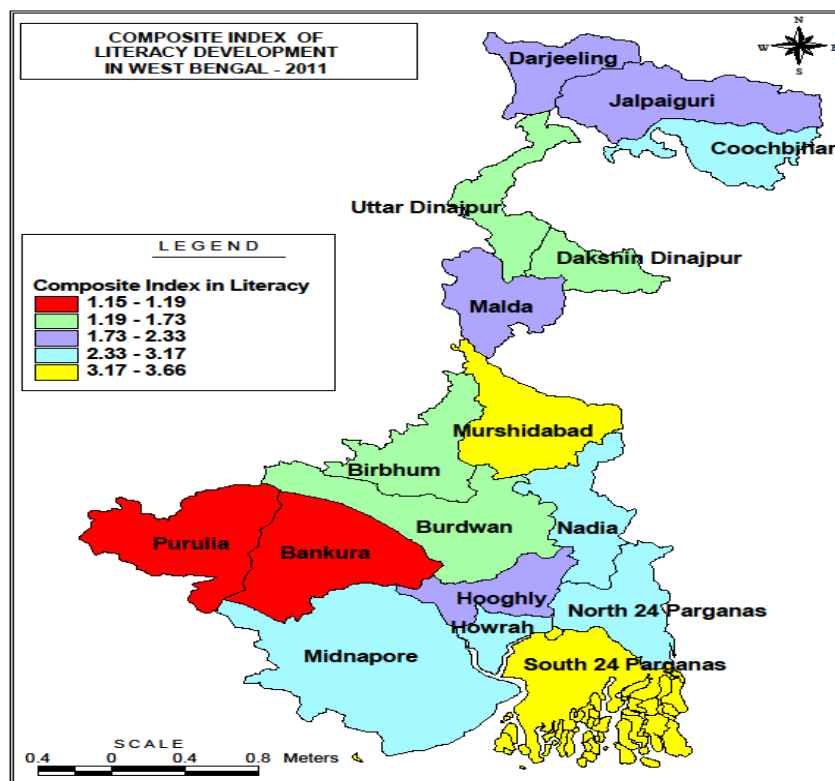 COMPOSITE INDEX OF
LITERACY DEVELOPMENT
IN WEST BENGAL - 2011
N
W
E
S
Darjeeling
Jalpaiguri
Coochbihar
Uttar Dinajpur
Dakshin Dinajpur
Malda
LEGEND
Composite Index in Literacy
1.15 - 1.19
1.19 - 1.73
1.73 - 2.33
2.33 - 3.17
3.17 - 3.66
Murshidabad
Birbhum
Burdwan
Nadia
Purulia
Bankura
Hooghly
North 24 Parganas
Howrah
Midnapore
South 24 Parganas
SCALE
0.4 0 0.4 0.8 Meters